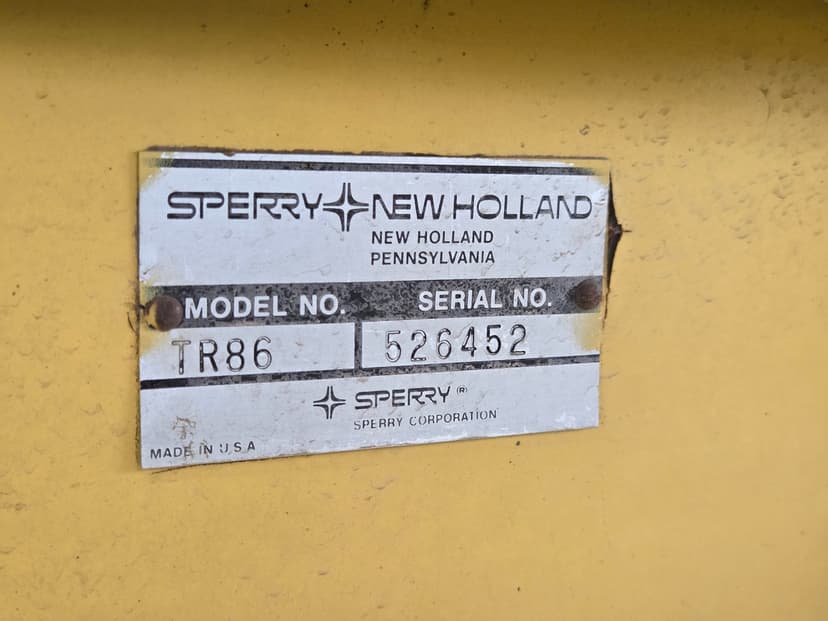 SPERRY NEW HOLLAND
NEW HOLLAND
PENNSYLVANIA
MODEL NO. SERIAL NO.
TR86 526452
SPERRY ®
SPERRY CORPORATION
MADE IN U.S.A